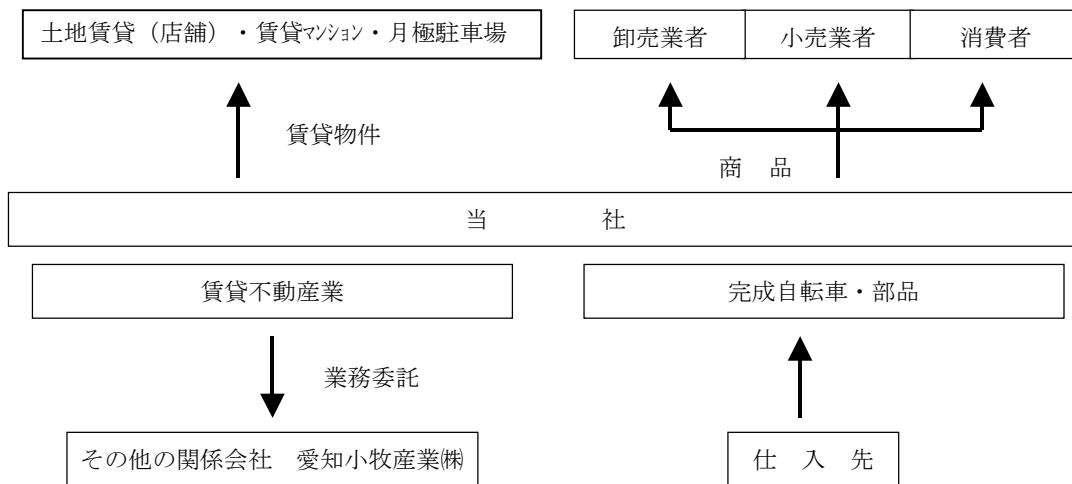 土地賃貸（店舗）・賃貸ﾏﾝｼｮﾝ・月極駐車場
卸売業者 小売業者 消費者
賃貸物件
商 品
当 社
賃貸不動産業 完成自転車・部品
業務委託
その他の関係会社 愛知小牧産業㈱ 仕 入 先